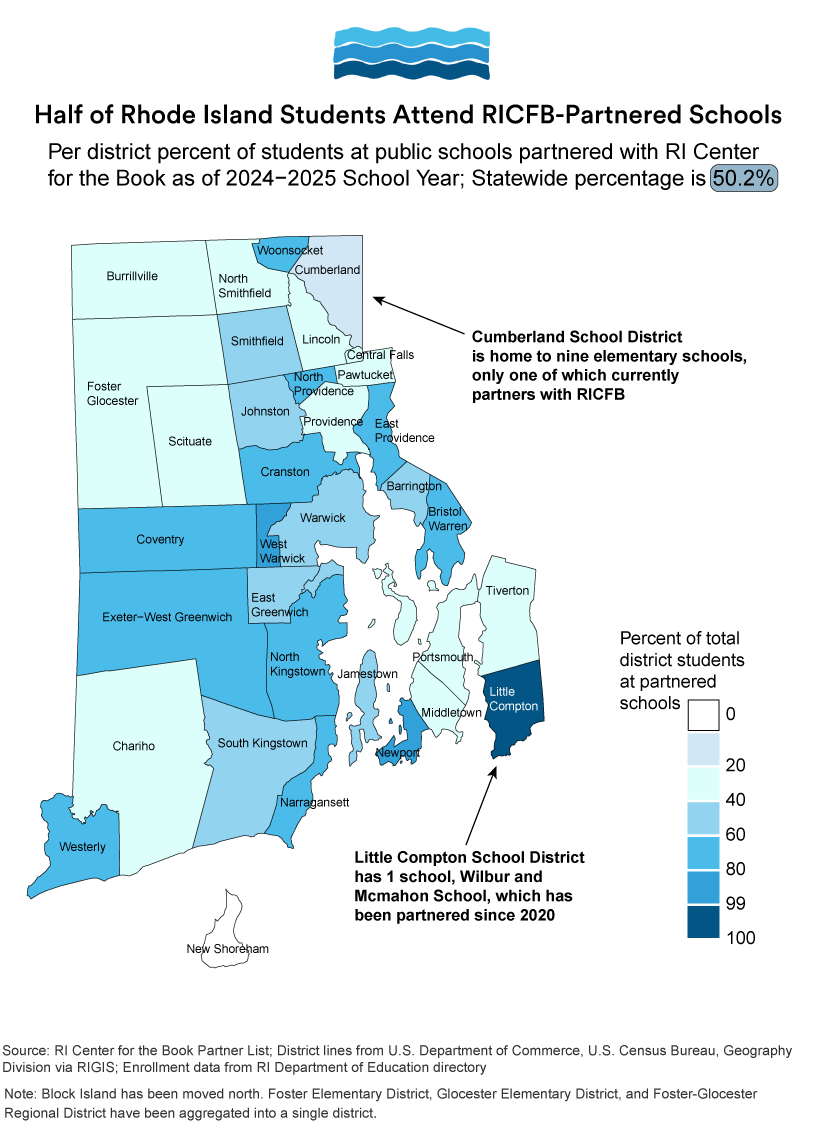 Half of Rhode Island Students Attend RICFB-Partnered Schools
Per district percent of students at public schools partnered with RI Center
for the Book as of 2024−2025 School Year; Statewide percentage is 50.2%
Woonsocket
Cumberland
Burrillville
North
Smithfield
Smithfield
Lincoln
Cumberland School District
is home to nine elementary schools,
only one of which currently
partners with RICFB
Central Falls
Pawtucket
North
Providence
Foster
Glocester
Johnston
Providence
East
Providence
Scituate
Cranston
Barrington
Bristol
Warren
Warwick
Coventry
West
Warwick
Tiverton
East
Greenwich
Exeter−West Greenwich
Percent of total
district students
at partnered
schools
0
20
40
60
80
99
100
North
Kingstown
Portsmouth
Jamestown
Little
Compton
Middletown
Chariho
South Kingstown
Newport
Narragansett
Westerly
Little Compton School District
has 1 school, Wilbur and
Mcmahon School, which has
been partnered since 2020
New Shoreham
Source: RI Center for the Book Partner List; District lines from U.S. Department of Commerce, U.S. Census Bureau, Geography
Division via RIGIS; Enrollment data from RI Department of Education directory
Note: Block Island has been moved north. Foster Elementary District, Glocester Elementary District, and Foster-Glocester
Regional District have been aggregated into a single district.